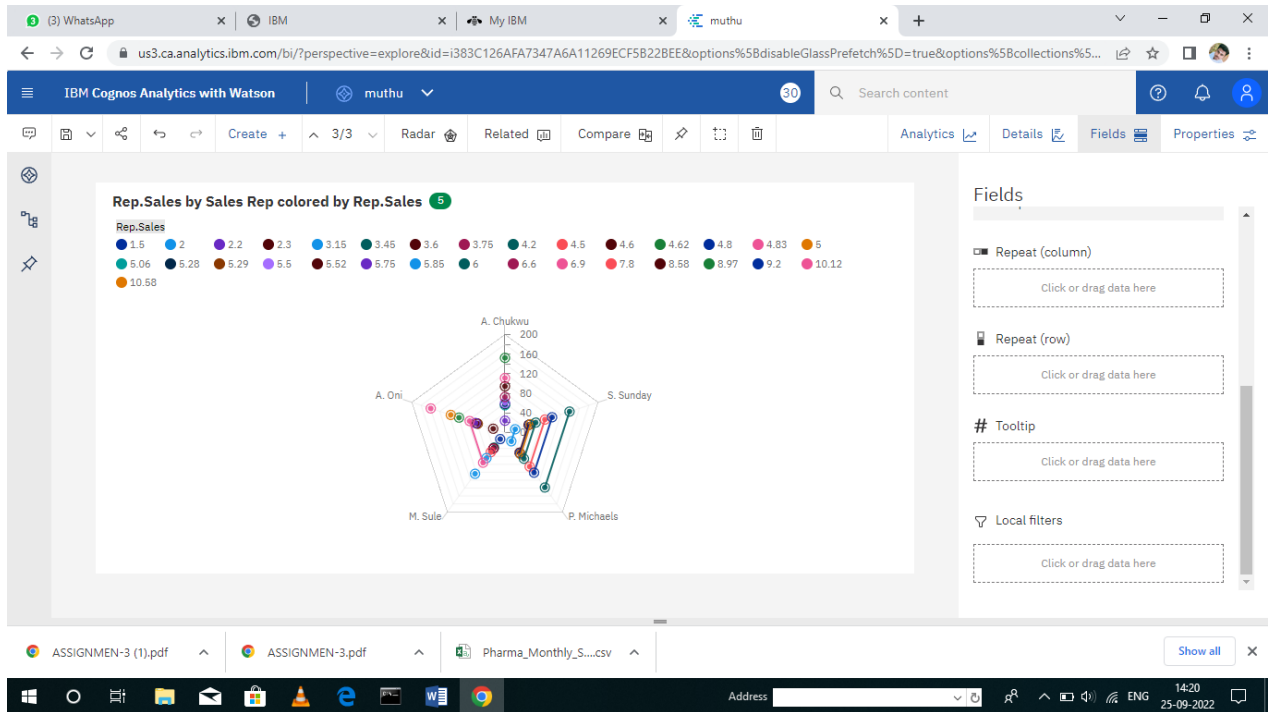 (3) WhatsApp IBM My IBM muthu
us3.ca.analytics.ibm.com/bi/?perspective=explore&id=i383C126AFA7347A6A11269ECF5B22BEE&options%5BdisableGlassPrefetch%5D=true&options%5Bcollections%5...
IBM Cognos Analytics with Watson muthu 30 Search content
Create + 3/3 Radar Related Compare Analytics Details Fields Properties
Rep.Sales by Sales Rep colored by Rep.Sales 5
Rep.Sales
1.5 2 2.2 2.3 3.15 3.45 3.6 3.75 4.2 4.5 4.6 4.62 4.8 4.83 5
5.06 5.28 5.29 5.5 5.52 5.75 5.85 6 6.6 6.9 7.8 8.58 8.97 9.2 10.12
10.58
A. Chukwu
200
160
120
A. Oni 80 S. Sunday
40
M. Sule P. Michaels
Fields
Repeat (column)
Click or drag data here
Repeat (row)
Click or drag data here
# Tooltip
Click or drag data here
Local filters
Click or drag data here
ASSIGNMEN-3 (1).pdf ASSIGNMEN-3.pdf Pharma_Monthly_S....csv Show all
Address ENG 14:20
25-09-2022